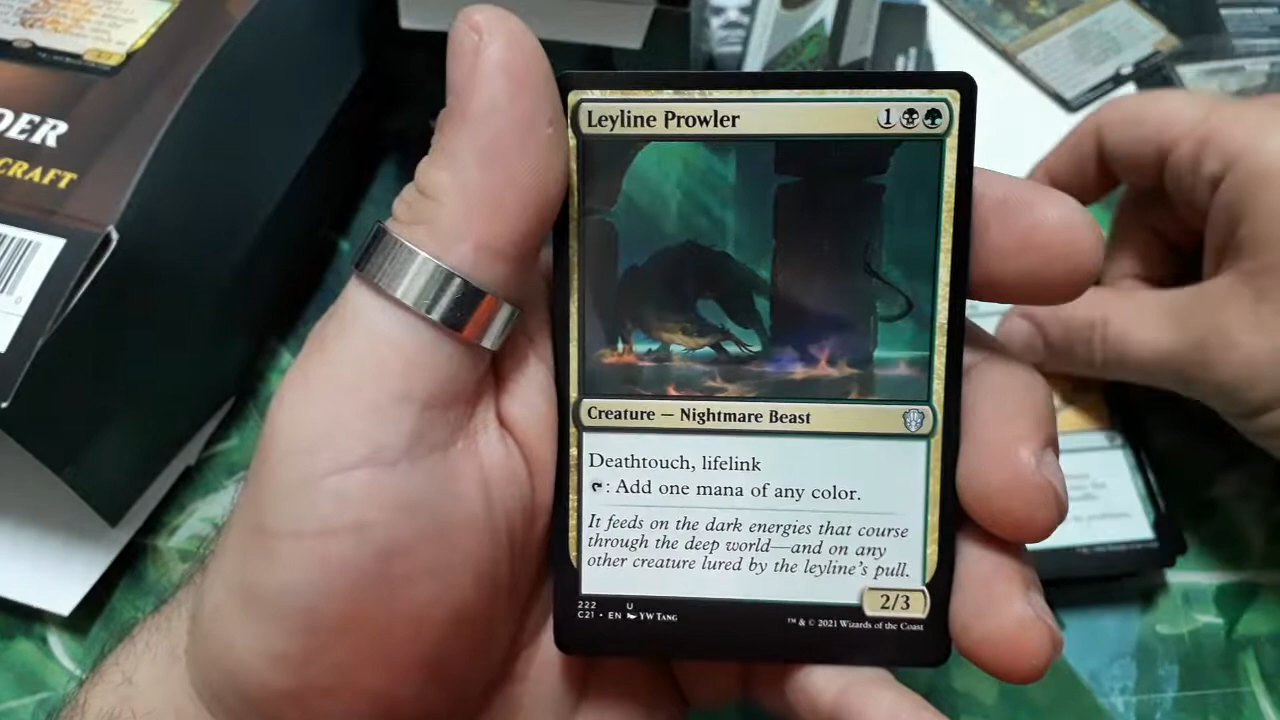 DER
CRAFT
Leyline Prowler 1
Creature — Nightmare Beast
Deathtouch, lifelink
: Add one mana of any color.
It feeds on the dark energies that course
through the deep world—and on any
other creature lured by the leyline's pull.
2/3
222 U
C21 • EN YW TANG
™ & © 2021 Wizards of the Coast